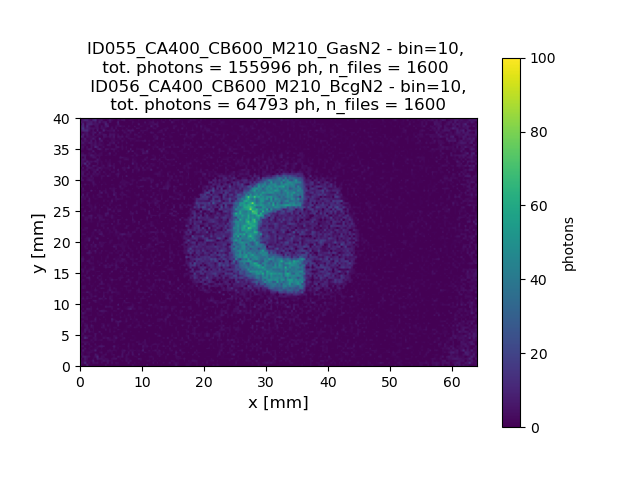 ID055_CA400_CB600_M210_GasN2 - bin=10,
tot. photons = 155996 ph, n_files = 1600
ID056_CA400_CB600_M210_BcgN2 - bin=10,
tot. photons = 64793 ph, n_files = 1600
40
35
30
25
20
15
10
5
0
y [mm]
0 10 20 30 40 50 60
x [mm]
100
80
60
40
20
0
photons